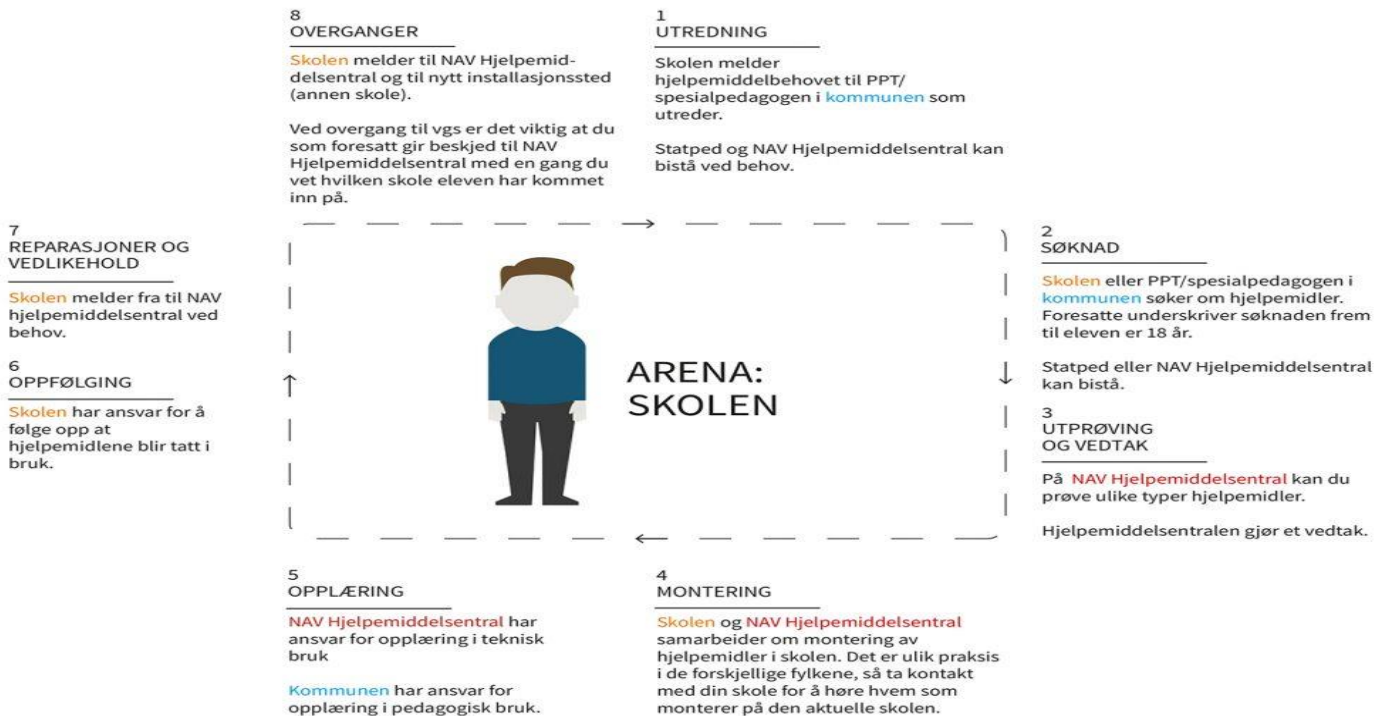 8
OVERGANGER
Skolen melder til NAV Hjelpemid-
delsentral og til nytt installasjonssted
(annen skole).
Ved overgang til vgs er det viktig at du
som foresatt gir beskjed til NAV
Hjelpemiddelsentral med en gang du
vet hvilken skole eleven har kommet
inn på.
1
UTREDNING
Skolen melder
hjelpemiddelbehovet til PPT/
spesialpedagogen i kommunen som
utreder.
Statped og NAV Hjelpemiddelsentral kan
bistå ved behov.
7
REPARASJONER OG
VEDLIKEHOLD
Skolen melder fra til NAV
hjelpemiddelsentral ved
behov.
6
OPPFØLGING
Skolen har ansvar for å
følge opp at
hjelpemidlene blir tatt i
bruk.
ARENA:
SKOLEN
2
SØKNAD
Skolen eller PPT/spesialpedagogen i
kommunen søker om hjelpemidler.
Foresatte underskriver søknaden frem
til eleven er 18 år.
Statped eller NAV Hjelpemiddelsentral
kan bistå.
3
UTPRØVING
OG VEDTAK
På NAV Hjelpemiddelsentral kan du
prøve ulike typer hjelpemidler.
Hjelpemiddelsentralen gjør et vedtak.
5
OPPLÆRING
NAV Hjelpemiddelsentral har
ansvar for opplæring i teknisk
bruk
Kommunen har ansvar for
opplæring i pedagogisk bruk.
4
MONTERING
Skolen og NAV Hjelpemiddelsentral
samarbeider om montering av
hjelpemidler i skolen. Det er ulik praksis
i de forskjellige fylkene, så ta kontakt
med din skole for å høre hvem som
monterer på den aktuelle skolen.